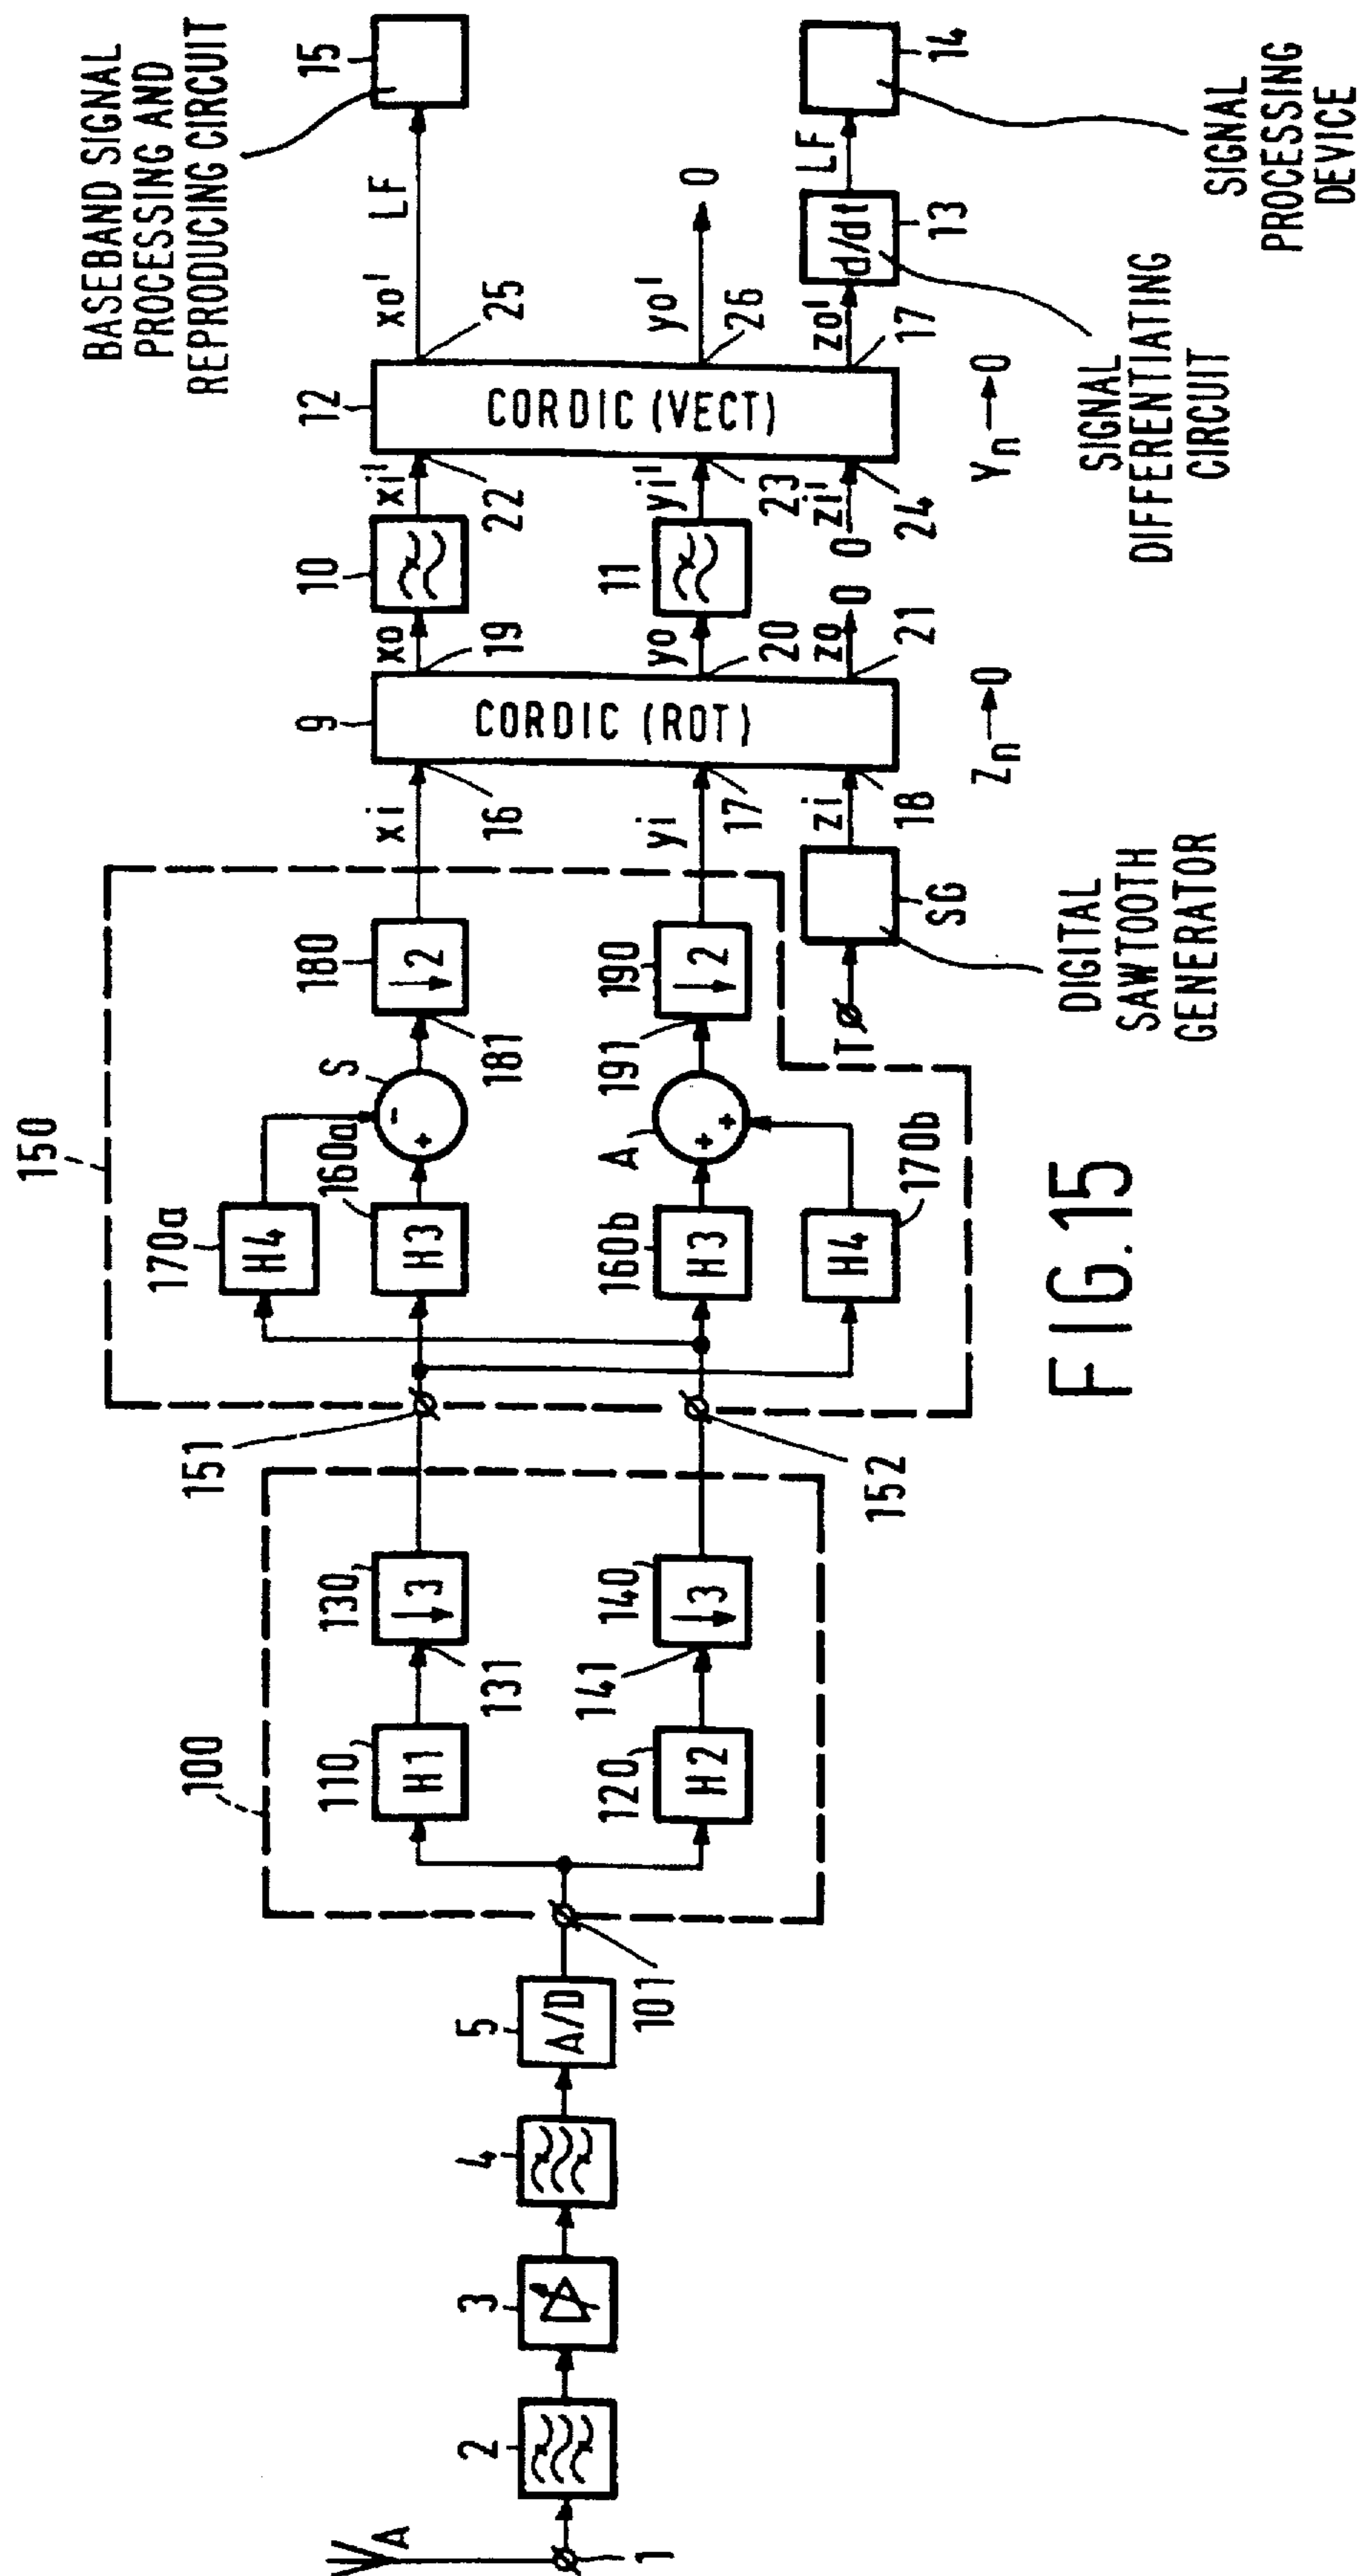 BASEBAND SIGNAL
PROCESSING AND
REPRODUCING CIRCUIT
15
LF
xo'
25
12
CORDIC (VECT)
xi'
22
10
xo
19
9
CORDIC (ROT)
xi
16
150
180
↓2
181
S
-
+
170a
H4
160a
H3
151
100
130
↓3
131
110
H1
0
yo'
26
yi'
23
11
yo
20
yi
17
190
↓2
191
A
+
+
160b
H3
170b
H4
152
140
↓3
141
120
H2
101
5
A/D
4
3
2
A
1
14
SIGNAL
PROCESSING
DEVICE
LF
d/dt
13
SIGNAL
DIFFERENTIATING
CIRCUIT
zo'
17
Yn→0
zi'
24
0
0
zo
21
Zn→0
zi
18
SG
DIGITAL
SAWTOOTH
GENERATOR
T
FIG.15